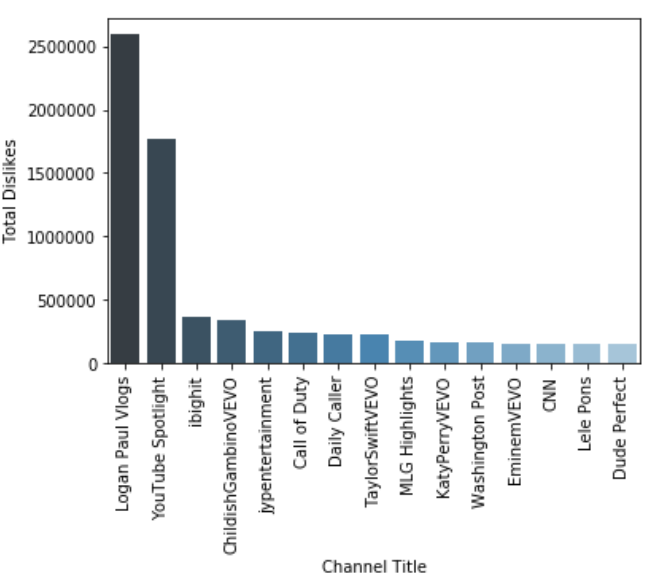 Total Dislikes
2500000
2000000
1500000
1000000
500000
0
Logan Paul Vlogs
YouTube Spotlight
ibighit
ChildishGambinoVEVO
jypentertainment
Call of Duty
Daily Caller
TaylorSwiftVEVO
MLG Highlights
KatyPerryVEVO
Washington Post
EminemVEVO
CNN
Lele Pons
Dude Perfect
Channel Title